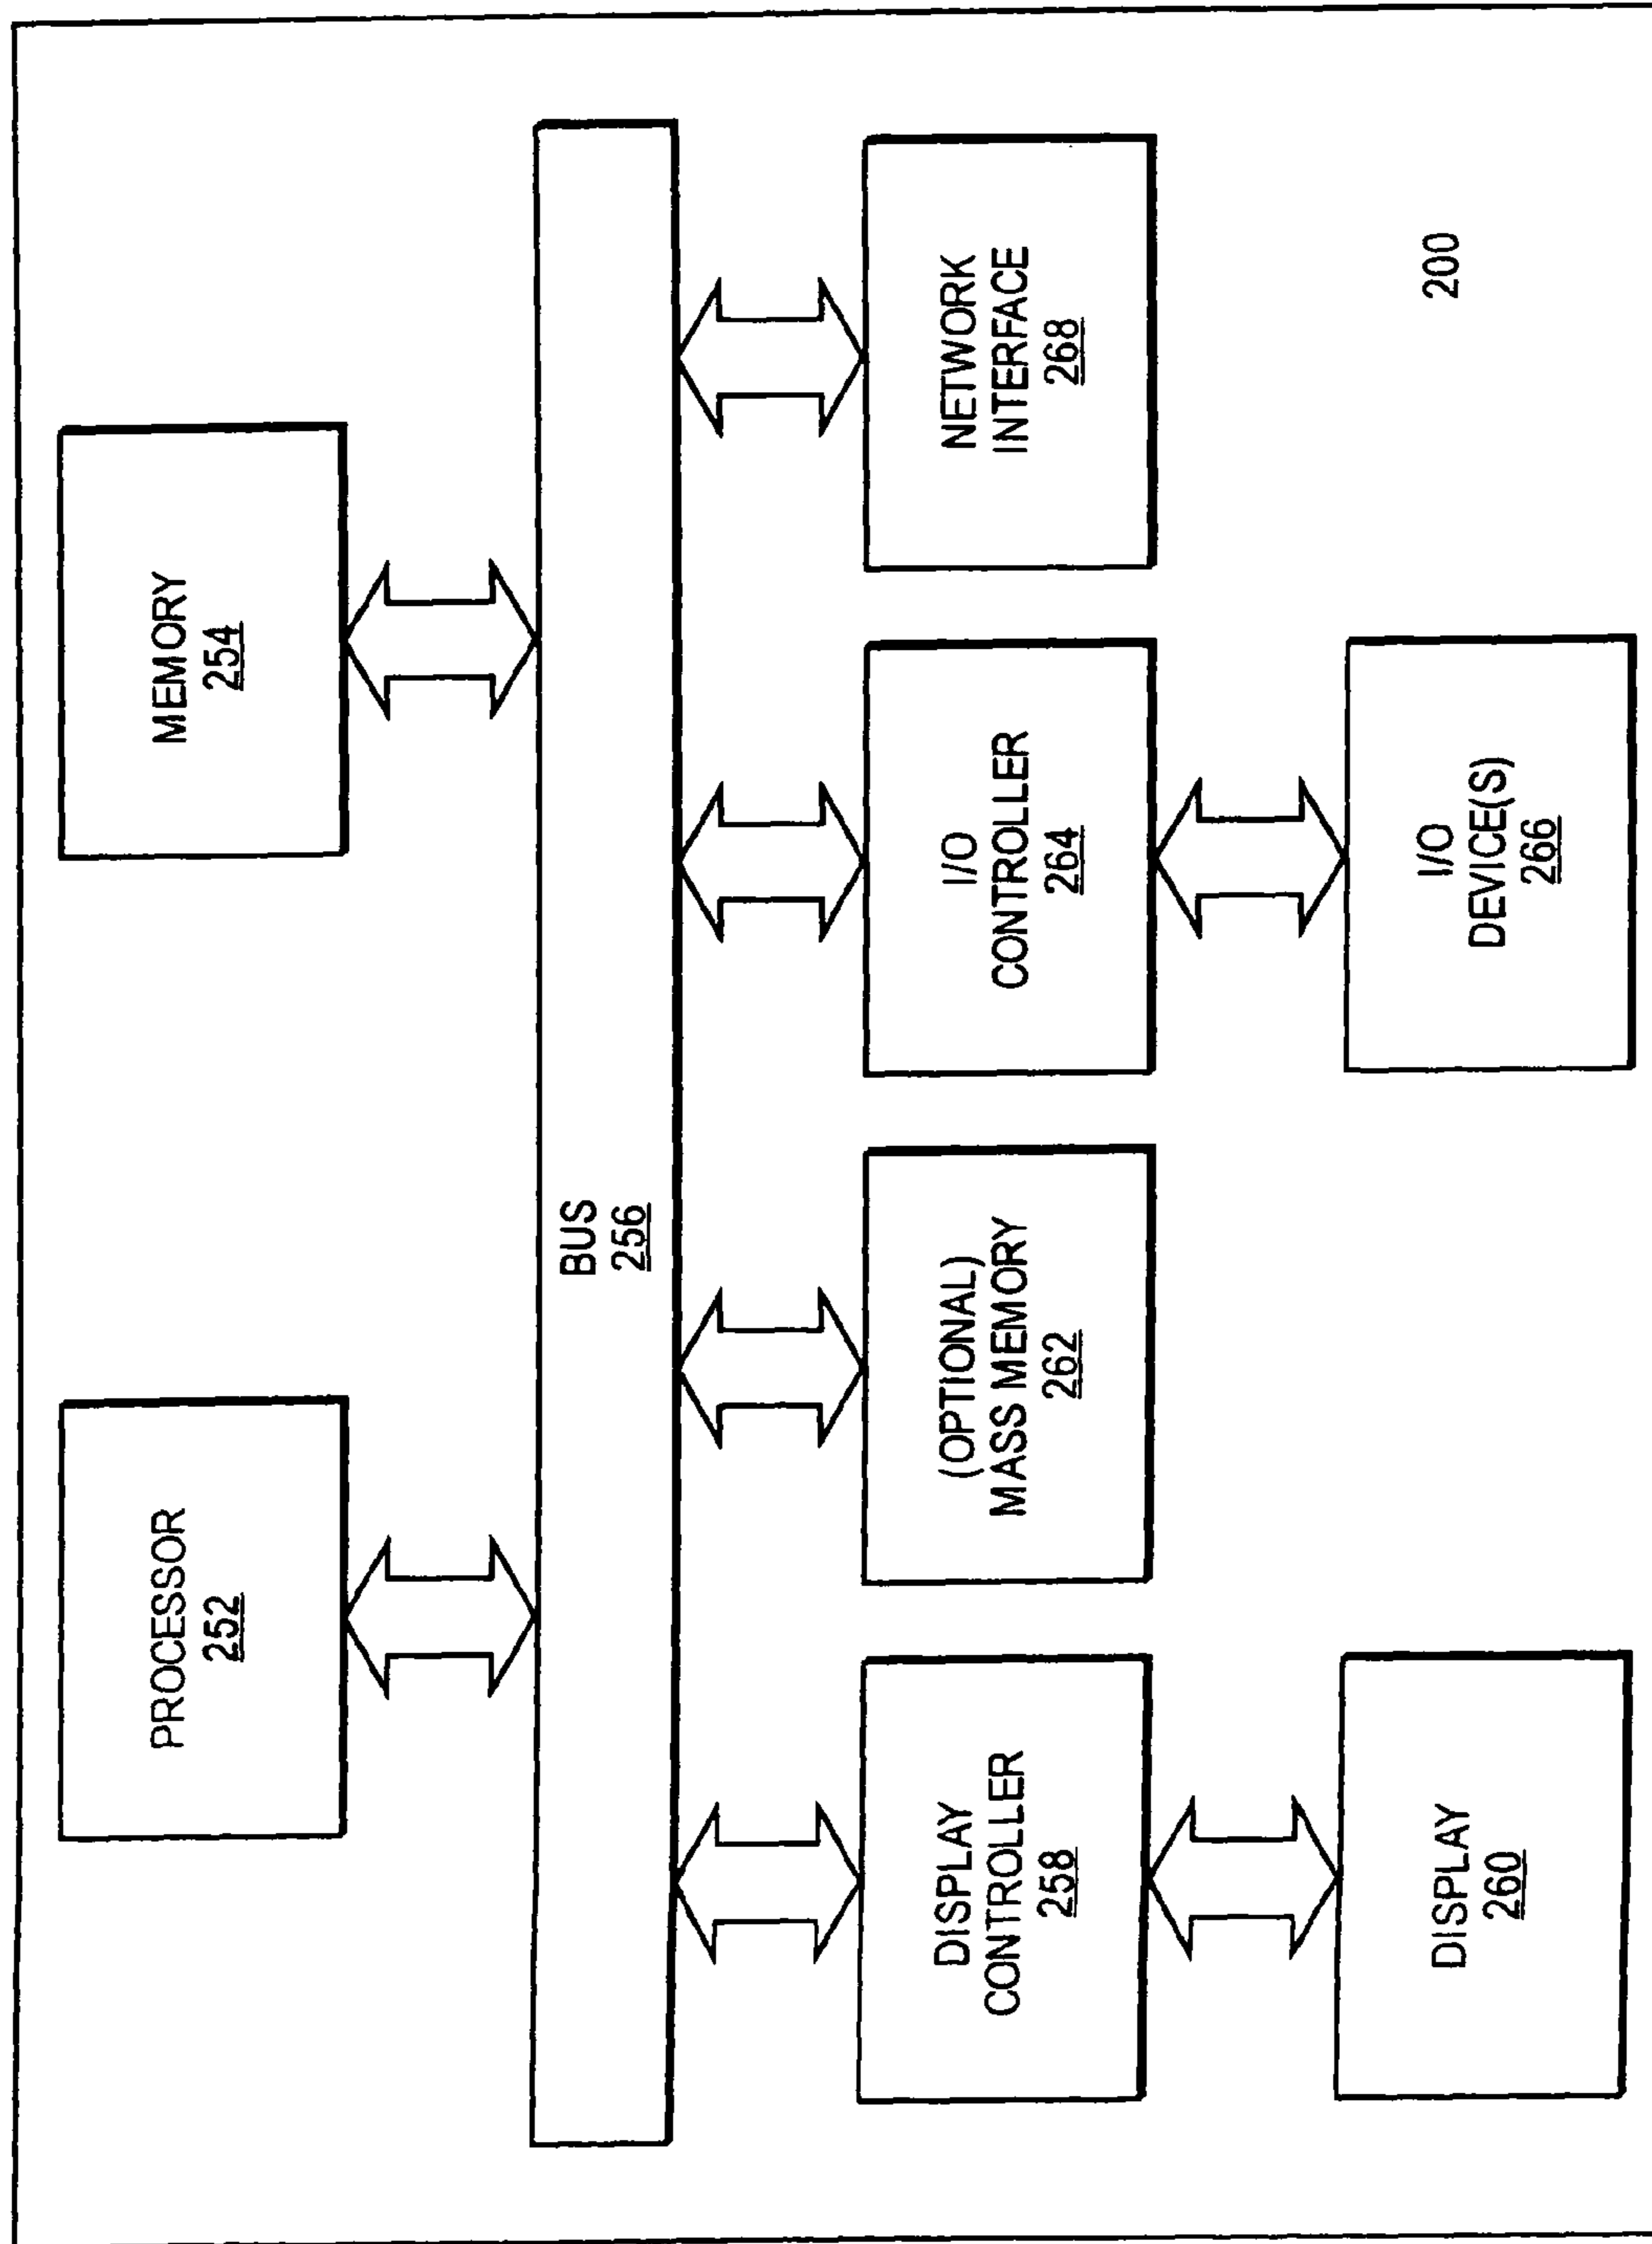 PROCESSOR
252
MEMORY
254
BUS
256
DISPLAY
CONTROLLER
258
(OPTIONAL)
MASS MEMORY
262
I/O
CONTROLLER
264
NETWORK
INTERFACE
268
DISPLAY
260
I/O
DEVICE(S)
266
200